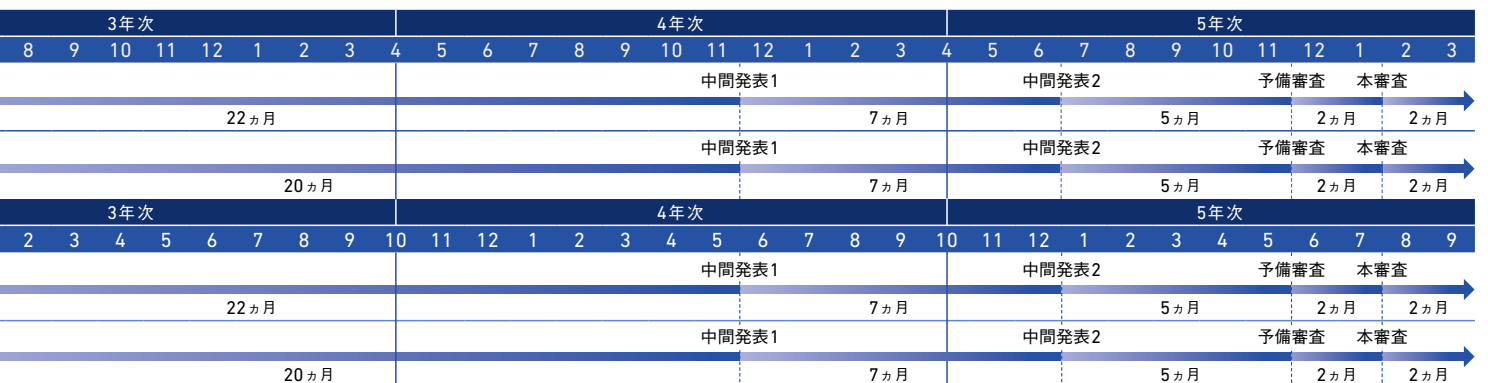 3年次 4年次 5年次
8 9 10 11 12 1 2 3 4 5 6 7 8 9 10 11 12 1 2 3 4 5 6 7 8 9 10 11 12 1 2 3
中間発表1 中間発表2 予備審査 本審査
22ヵ月 7ヵ月 5ヵ月 2ヵ月 2ヵ月
中間発表1 中間発表2 予備審査 本審査
20ヵ月 7ヵ月 5ヵ月 2ヵ月 2ヵ月
3年次 4年次 5年次
2 3 4 5 6 7 8 9 10 11 12 1 2 3 4 5 6 7 8 9 10 11 12 1 2 3 4 5 6 7 8 9
中間発表1 中間発表2 予備審査 本審査
22ヵ月 7ヵ月 5ヵ月 2ヵ月 2ヵ月
中間発表1 中間発表2 予備審査 本審査
20ヵ月 7ヵ月 5ヵ月 2ヵ月 2ヵ月